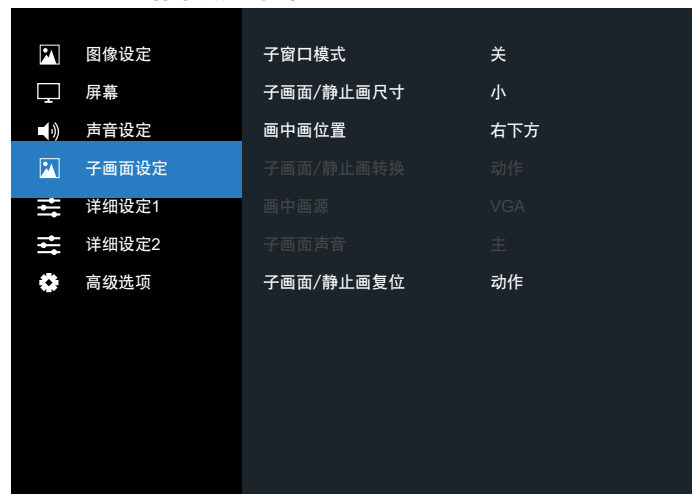 图像设定 子窗口模式 关
屏幕 子画面/静止画尺寸 小
声音设定 画中画位置 右下方
子画面设定 子画面/静止画转换 动作
详细设定1 画中画源 VGA
详细设定2 子画面声音 主
高级选项 子画面/静止画复位 动作